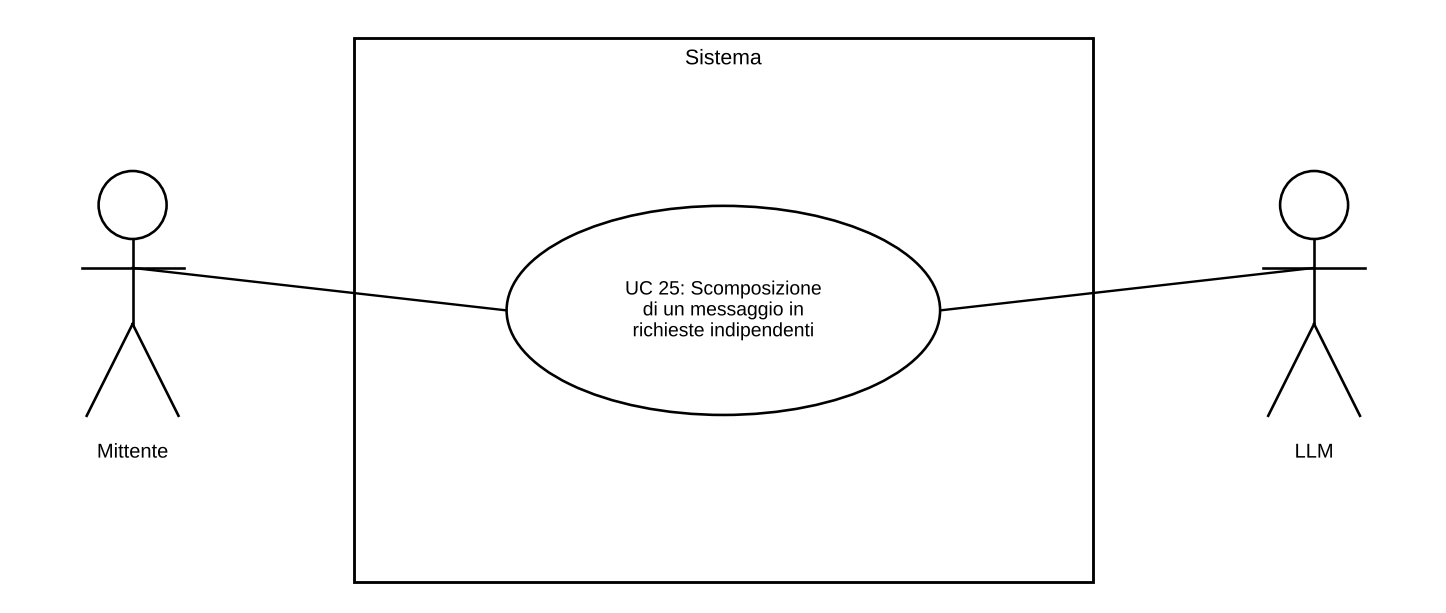 Sistema
UC 25: Scomposizione
di un messaggio in
richieste indipendenti
Mittente
LLM